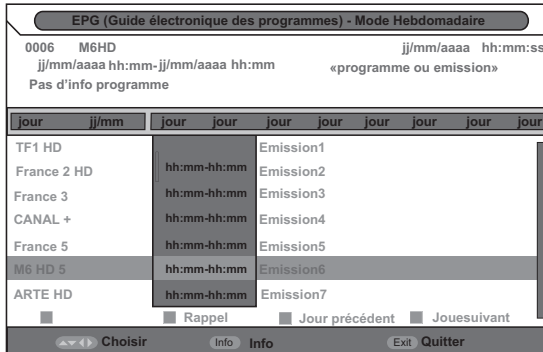 EPG (Guide électronique des programmes) - Mode Hebdomadaire
0006 M6HD jj/mm/aaaa hh:mm:ss
jj/mm/aaaa hh:mm-jj/mm/aaaa hh:mm «programme ou emission»
Pas d'info programme
jour jj/mm jour jour jour jour jour jour jour jour
TF1 HD Emission1
France 2 HD hh:mm-hh:mm Emission2
France 3 hh:mm-hh:mm Emission3
CANAL + hh:mm-hh:mm Emission4
France 5 hh:mm-hh:mm Emission5
M6 HD 5 hh:mm-hh:mm Emission6
ARTE HD hh:mm-hh:mm Emission7
Rappel Jour précédent Jouesuivant
Choisir Info Info Exit Quitter